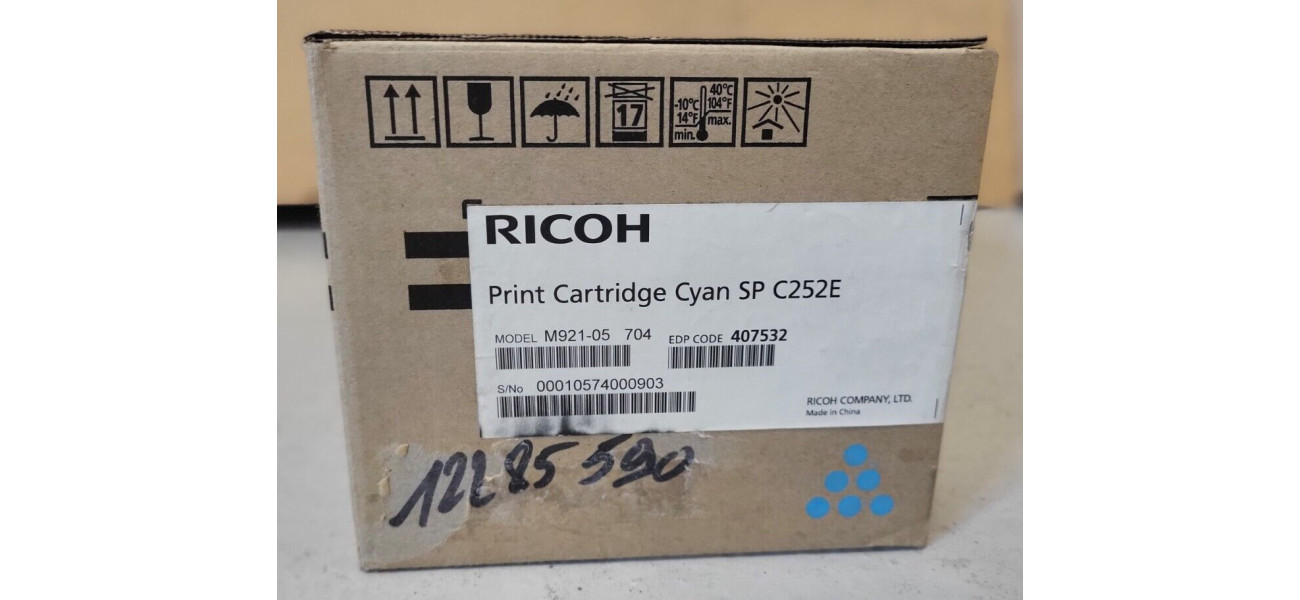 17
-10°C
14°F
min.
40°C
104°F
max.
RICOH
Print Cartridge Cyan SP C252E
MODEL M921-05 704 EDP CODE 407532
S/No 00010574000903
RICOH COMPANY, LTD.
Made in China
12285590